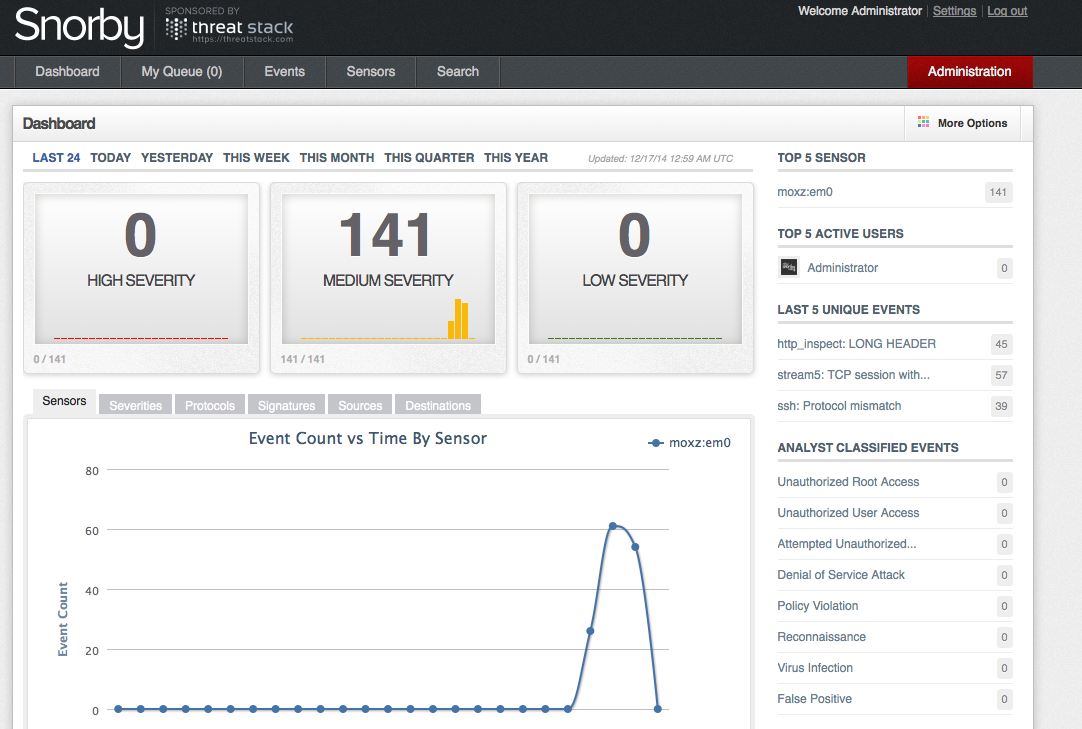 Snorby
SPONSORED BY
threat stack
https://threatstack.com
Welcome Administrator | Settings | Log out
Dashboard
My Queue (0)
Events
Sensors
Search
Administration
Dashboard
More Options
LAST 24 TODAY YESTERDAY THIS WEEK THIS MONTH THIS QUARTER THIS YEAR
Updated: 12/17/14 12:59 AM UTC
0
HIGH SEVERITY
0 / 141
141
MEDIUM SEVERITY
141 / 141
0
LOW SEVERITY
0 / 141
Sensors
Severities
Protocols
Signatures
Sources
Destinations
Event Count vs Time By Sensor
moxz:em0
80
60
40
20
0
Event Count
TOP 5 SENSOR
moxz:em0 141
TOP 5 ACTIVE USERS
Administrator 0
LAST 5 UNIQUE EVENTS
http_inspect: LONG HEADER 45
stream5: TCP session with... 57
ssh: Protocol mismatch 39
ANALYST CLASSIFIED EVENTS
Unauthorized Root Access 0
Unauthorized User Access 0
Attempted Unauthorized... 0
Denial of Service Attack 0
Policy Violation 0
Reconnaissance 0
Virus Infection 0
False Positive 0